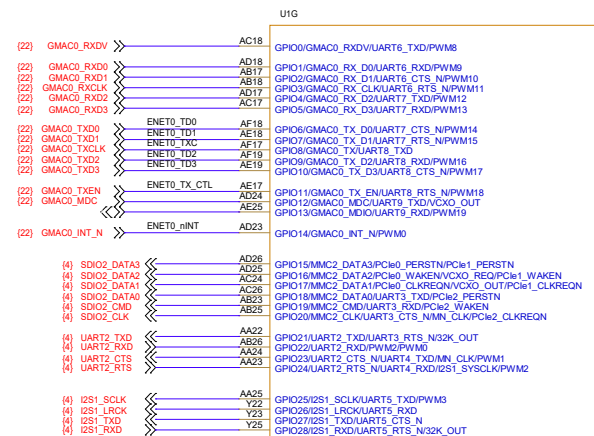 U1G
{22} GMAC0_RXDV AC18 GPIO0/GMAC0_RXDV/UART6_TXD/PWM8
{22} GMAC0_RXD0 AD18 GPIO1/GMAC0_RX_D0/UART6_RXD/PWM9
{22} GMAC0_RXD1 AB17 GPIO2/GMAC0_RX_D1/UART6_CTS_N/PWM10
{22} GMAC0_RXCLK AB18 GPIO3/GMAC0_RX_CLK/UART6_RTS_N/PWM11
{22} GMAC0_RXD2 AD17 GPIO4/GMAC0_RX_D2/UART7_TXD/PWM12
{22} GMAC0_RXD3 AC17 GPIO5/GMAC0_RX_D3/UART7_RXD/PWM13
{22} GMAC0_TXD0 ENET0_TD0 AF18 GPIO6/GMAC0_TX_D0/UART7_CTS_N/PWM14
{22} GMAC0_TXD1 ENET0_TD1 AE18 GPIO7/GMAC0_TX_D1/UART7_RTS_N/PWM15
{22} GMAC0_TXCLK ENET0_TXC AF17 GPIO8/GMAC0_TX/UART8_TXD
{22} GMAC0_TXD2 ENET0_TD2 AF19 GPIO9/GMAC0_TX_D2/UART8_RXD/PWM16
{22} GMAC0_TXD3 ENET0_TD3 AE19 GPIO10/GMAC0_TX_D3/UART8_CTS_N/PWM17
{22} GMAC0_TXEN ENET0_TX_CTL AE17 GPIO11/GMAC0_TX_EN/UART8_RTS_N/PWM18
{22} GMAC0_MDC AD24 GPIO12/GMAC0_MDC/UART9_TXD/VCXO_OUT
AE25 GPIO13/GMAC0_MDIO/UART9_RXD/PWM19
{22} GMAC0_INT_N ENET0_nINT AD23 GPIO14/GMAC0_INT_N/PWM0
{4} SDIO2_DATA3 AD26 GPIO15/MMC2_DATA3/PCIe0_PERSTN/PCIe1_PERSTN
{4} SDIO2_DATA2 AD25 GPIO16/MMC2_DATA2/PCIe0_WAKEN/VCXO_REQ/PCIe1_WAKEN
{4} SDIO2_DATA1 AC24 GPIO17/MMC2_DATA1/PCIe0_CLKREQN/VCXO_OUT/PCIe1_CLKREQN
{4} SDIO2_DATA0 AC26 GPIO18/MMC2_DATA0/UART3_TXD/PCIe2_PERSTN
{4} SDIO2_CMD AB23 GPIO19/MMC2_CMD/UART3_RXD/PCIe2_WAKEN
{4} SDIO2_CLK AB25 GPIO20/MMC2_CLK/UART3_CTS_N/MN_CLK/PCIe2_CLKREQN
{4} UART2_TXD AA22 GPIO21/UART2_TXD/UART3_RTS_N/32K_OUT
{4} UART2_RXD AB26 GPIO22/UART2_RXD/PWM2/PWM0
{4} UART2_CTS AA24 GPIO23/UART2_CTS_N/UART4_TXD/MN_CLK/PWM1
{4} UART2_RTS AA23 GPIO24/UART2_RTS_N/UART4_RXD/I2S1_SYSCLK/PWM2
{4} I2S1_SCLK AA25 GPIO25/I2S1_SCLK/UART5_TXD/PWM3
{4} I2S1_LRCK Y22 GPIO26/I2S1_LRCK/UART5_RXD
{4} I2S1_TXD Y23 GPIO27/I2S1_TXD/UART5_CTS_N
{4} I2S1_RXD Y25 GPIO28/I2S1_RXD/UART5_RTS_N/32K_OUT